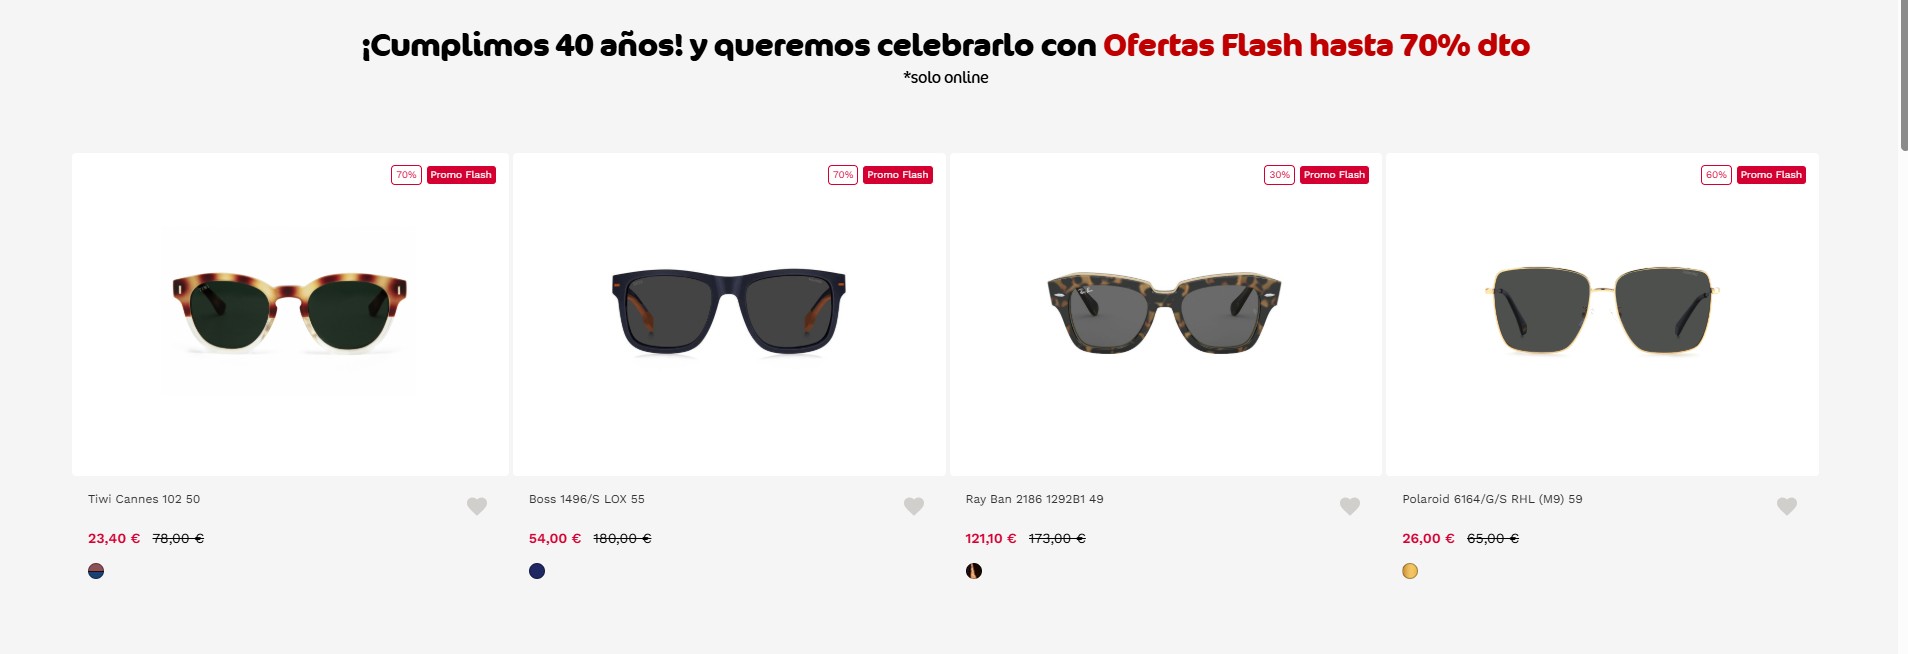 ¡Cumplimos 40 años! y queremos celebrarlo con Ofertas Flash hasta 70% dto
*solo online
70% Promo Flash
70% Promo Flash
30% Promo Flash
60% Promo Flash
Ray-Ban
Tiwi Cannes 102 50
Boss 1496/S LOX 55
Ray Ban 2186 1292B1 49
Polaroid 6164/G/S RHL (M9) 59
23,40 € 78,00 €
54,00 € 180,00 €
121,10 € 173,00 €
26,00 € 65,00 €